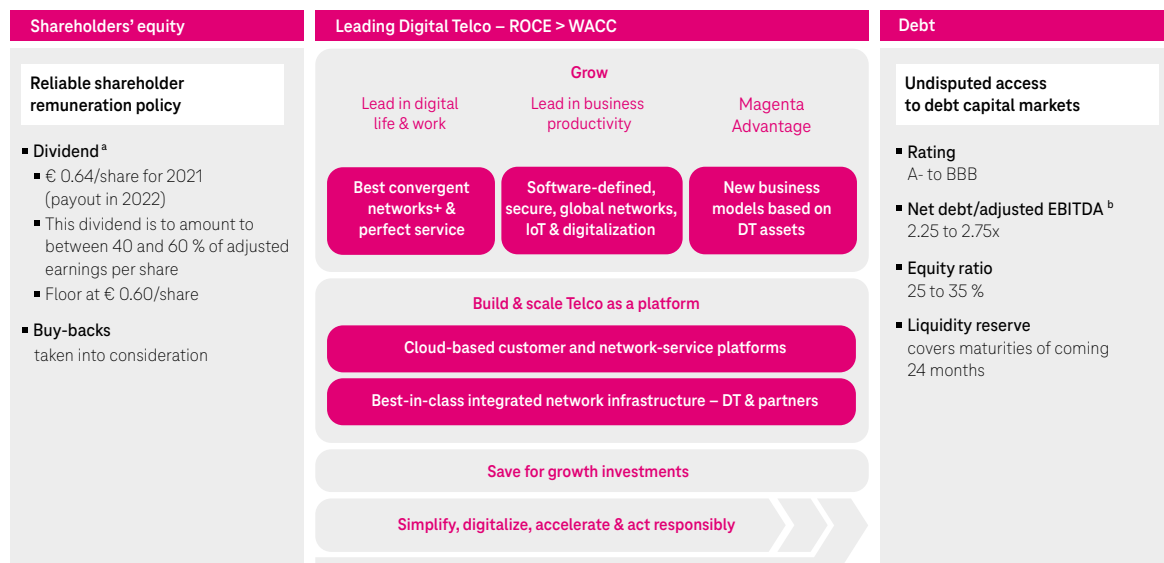 Shareholders’ equity
Reliable shareholder
remuneration policy
▪ Dividend a
▪ € 0.64/share for 2021
(payout in 2022)
▪ This dividend is to amount to
between 40 and 60 % of adjusted
earnings per share
▪ Floor at € 0.60/share
▪ Buy-backs
taken into consideration
Leading Digital Telco – ROCE > WACC
Grow
Lead in digital
life & work
Lead in business
productivity
Magenta
Advantage
Best convergent
networks+ &
perfect service
Software-defined,
secure, global networks,
IoT & digitalization
New business
models based on
DT assets
Build & scale Telco as a platform
Cloud-based customer and network-service platforms
Best-in-class integrated network infrastructure – DT & partners
Save for growth investments
Simplify, digitalize, accelerate & act responsibly
Debt
Undisputed access
to debt capital markets
▪ Rating
A- to BBB
▪ Net debt/adjusted EBITDA b
2.25 to 2.75x
▪ Equity ratio
25 to 35 %
▪ Liquidity reserve
covers maturities of coming
24 months